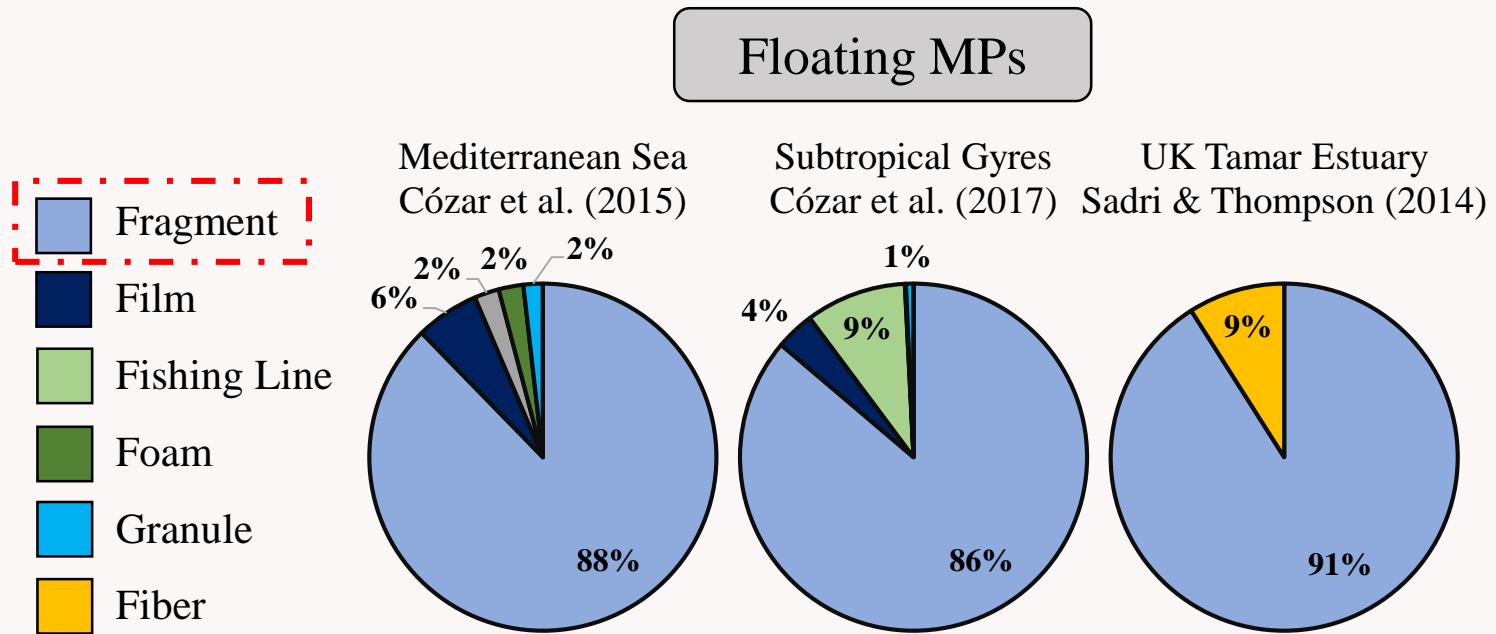 Floating MPs
Fragment
Film
Fishing Line
Foam
Granule
Fiber
Mediterranean Sea
Cózar et al. (2015)
6%
2%
2%
2%
88%
Subtropical Gyres
Cózar et al. (2017)
4%
9%
1%
86%
UK Tamar Estuary
Sadri & Thompson (2014)
9%
91%